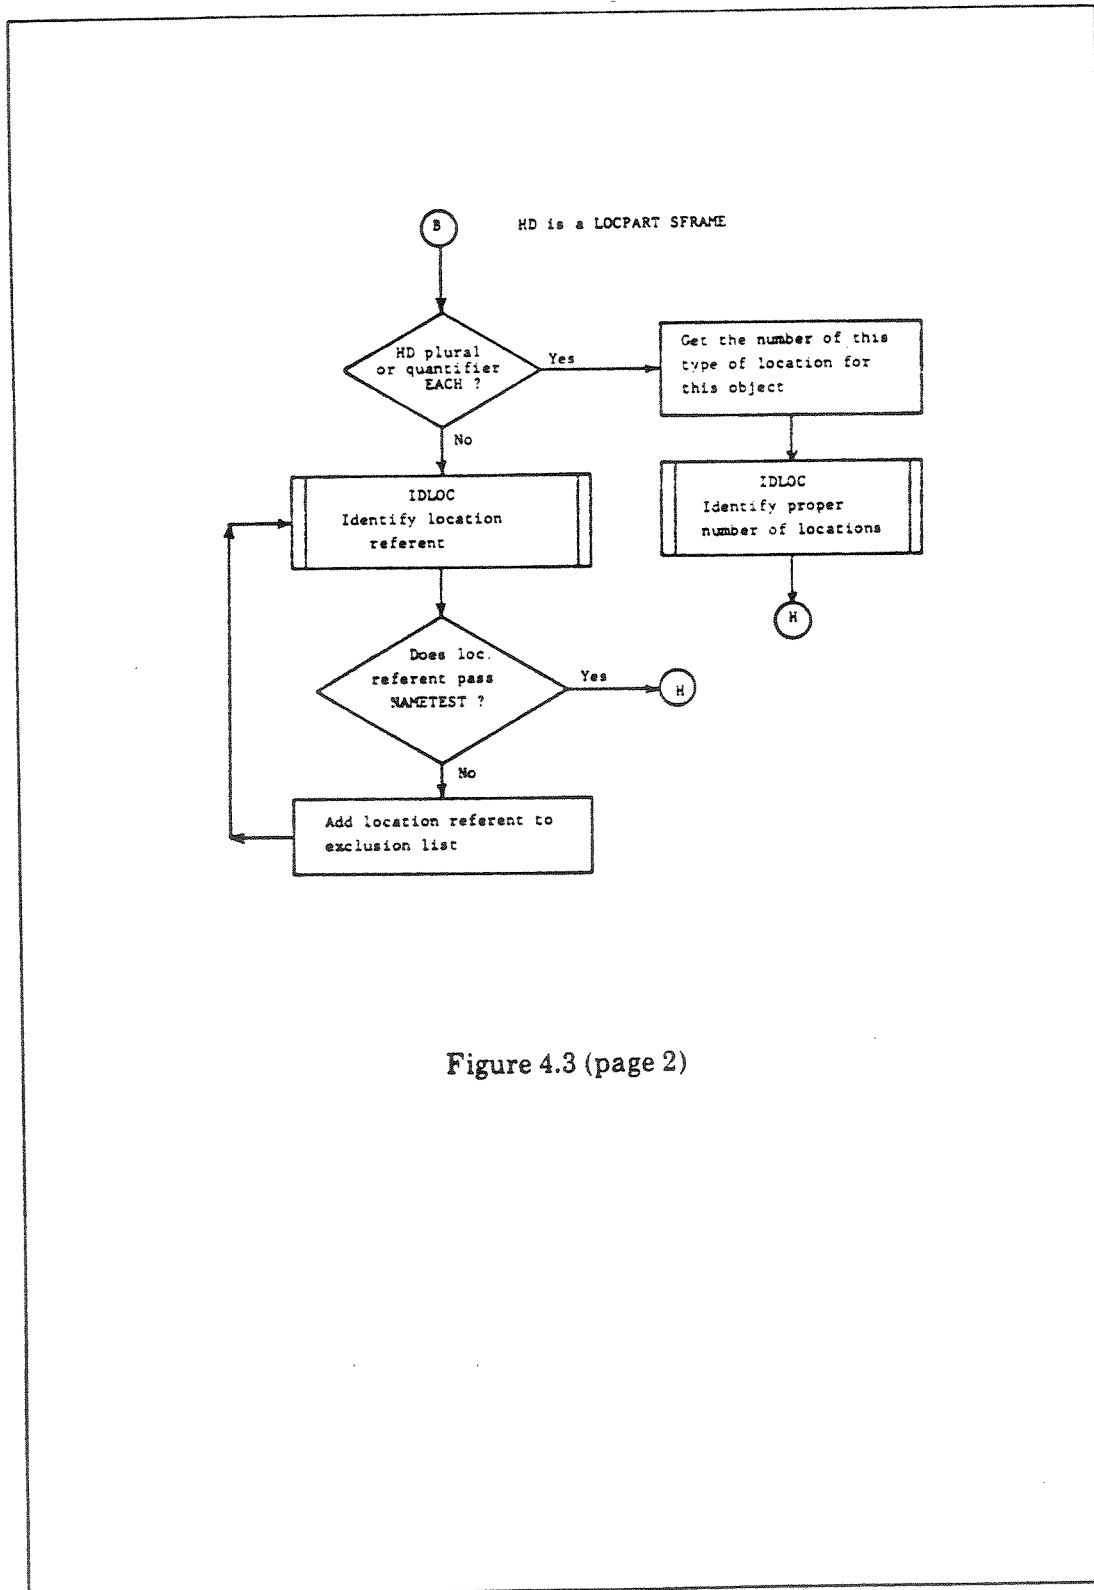 B
HD is a LOCPART SFRAME
HD plural
or quantifier
EACH ?
Yes
Get the number of this
type of location for
this object
No
IDLOC
Identify location
referent
IDLOC
Identify proper
number of locations
H
Does loc.
referent pass
NAMETEST ?
Yes
H
No
Add location referent to
exclusion list
Figure 4.3 (page 2)